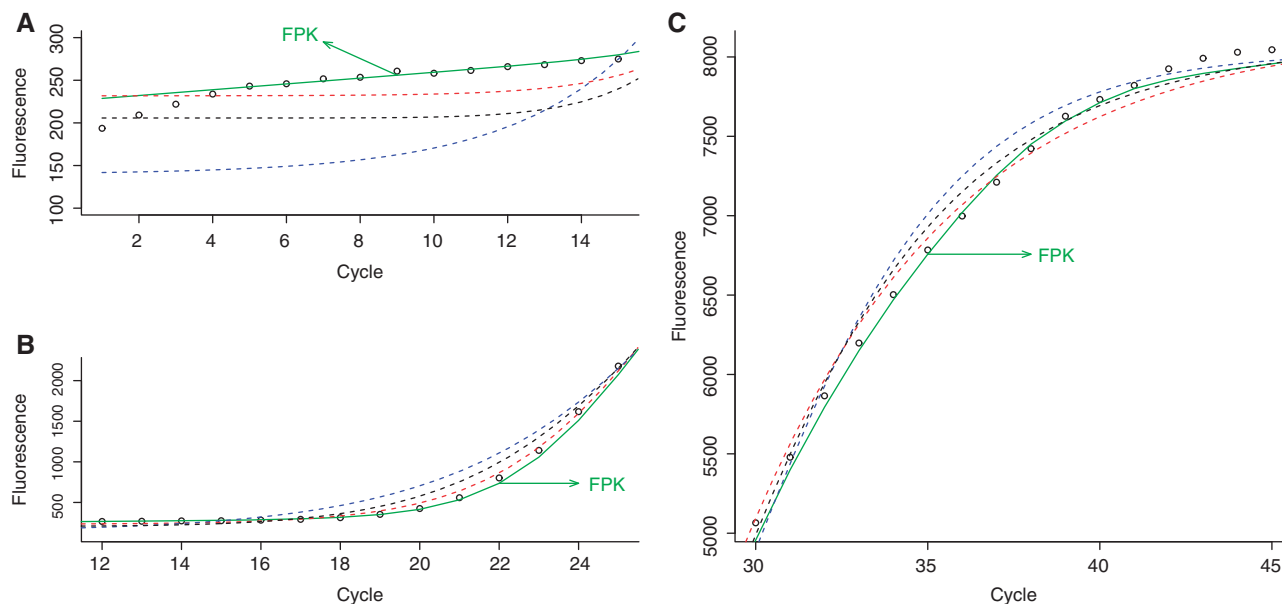 A
Fluorescence
300
250
200
150
100
FPK
2 4 6 8 10 12 14
Cycle
B
Fluorescence
2000
1500
1000
500
FPK
12 14 16 18 20 22 24
Cycle
C
Fluorescence
8000
7500
7000
6500
6000
5500
5000
FPK
30 35 40 45
Cycle